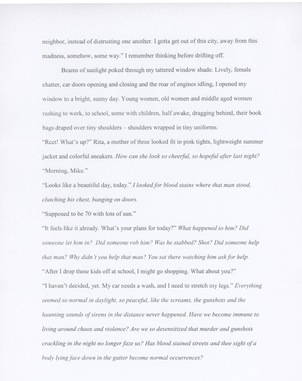 neighbor, instead of distrusting one another. I gotta get out of this city, away from this
madness, somehow, some way." I remember thinking before drifting off.
Beams of sunlight poked through my tattered window shade. Lively, female
chatter, car doors opening and closing and the roar of engines idling, I opened my
window to a bright, sunny day. Young women, old women and middle aged women
rushing to work, to school, some with children, half awake, dragging behind, their book
bags draped over tiny shoulders – shoulders wrapped in tiny uniforms.
"Reet! What's up?" Rita, a mother of three looked fit in pink tights, lightweight summer
jacket and colorful sneakers. How can she look so cheerful, so hopeful after last night?
"Morning, Mike."
"Looks like a beautiful day, today." I looked for blood stains where that man stood,
clutching his chest, banging on doors.
"Supposed to be 70 with lots of sun."
"It feels like it already. What's your plans for today?" What happened to him? Did
someone let him in? Did someone rob him? Was he stabbed? Shot? Did someone help
that man? Why didn't you help that man? You sat there watching him ask for help.
"After I drop these kids off at school, I might go shopping. What about you?"
"I haven't decided, yet. My car needs a wash, and I need to stretch my legs." Everything
seemed so normal in daylight, so peaceful, like the screams, the gunshots and the
haunting sounds of sirens in the distance never happened. Have we become immune to
living around chaos and violence? Are we so desensitized that murder and gunshots
crackling in the night no longer faze us? Has blood stained streets and thee sight of a
body lying face down in the gutter become normal occurrences?